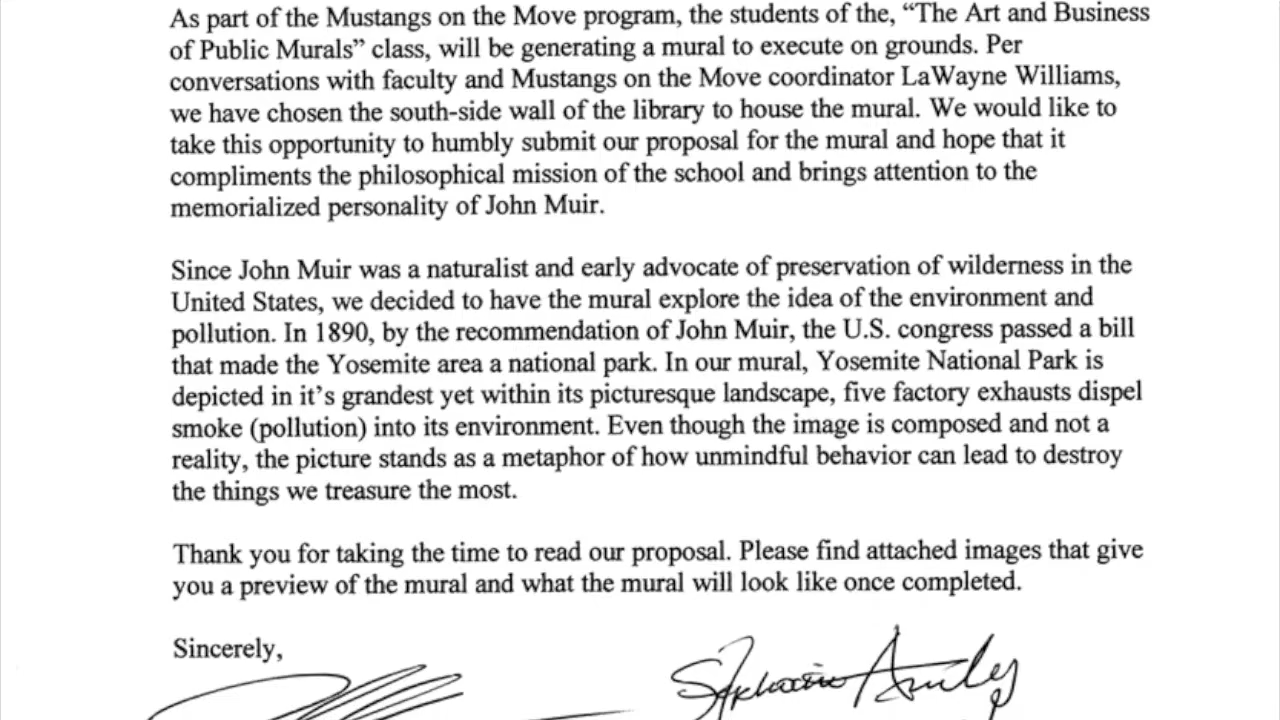 As part of the Mustangs on the Move program, the students of the, “The Art and Business
of Public Murals” class, will be generating a mural to execute on grounds. Per
conversations with faculty and Mustangs on the Move coordinator LaWayne Williams,
we have chosen the south-side wall of the library to house the mural. We would like to
take this opportunity to humbly submit our proposal for the mural and hope that it
compliments the philosophical mission of the school and brings attention to the
memorialized personality of John Muir.
Since John Muir was a naturalist and early advocate of preservation of wilderness in the
United States, we decided to have the mural explore the idea of the environment and
pollution. In 1890, by the recommendation of John Muir, the U.S. congress passed a bill
that made the Yosemite area a national park. In our mural, Yosemite National Park is
depicted in it’s grandest yet within its picturesque landscape, five factory exhausts dispel
smoke (pollution) into its environment. Even though the image is composed and not a
reality, the picture stands as a metaphor of how unmindful behavior can lead to destroy
the things we treasure the most.
Thank you for taking the time to read our proposal. Please find attached images that give
you a preview of the mural and what the mural will look like once completed.
Sincerely,